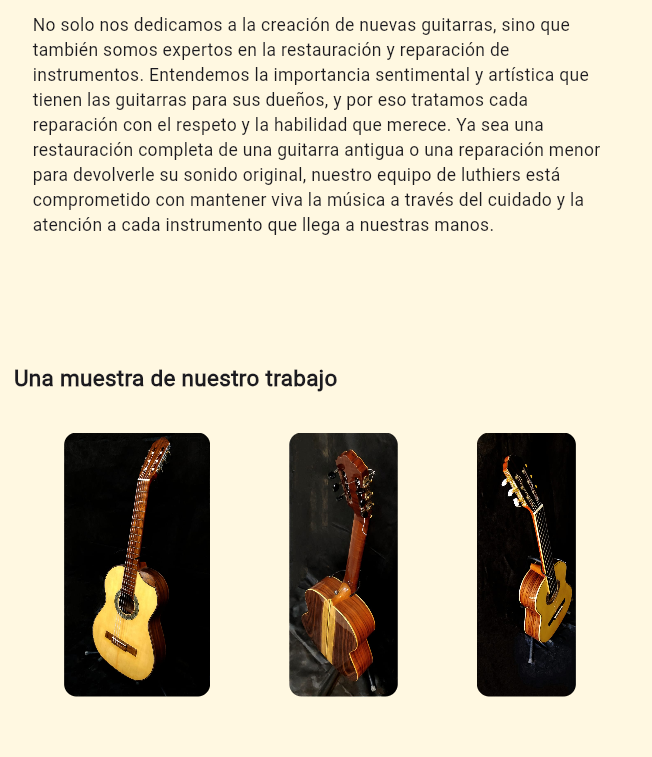 No solo nos dedicamos a la creación de nuevas guitarras, sino que
también somos expertos en la restauración y reparación de
instrumentos. Entendemos la importancia sentimental y artística que
tienen las guitarras para sus dueños, y por eso tratamos cada
reparación con el respeto y la habilidad que merece. Ya sea una
restauración completa de una guitarra antigua o una reparación menor
para devolverle su sonido original, nuestro equipo de luthiers está
comprometido con mantener viva la música a través del cuidado y la
atención a cada instrumento que llega a nuestras manos.
Una muestra de nuestro trabajo